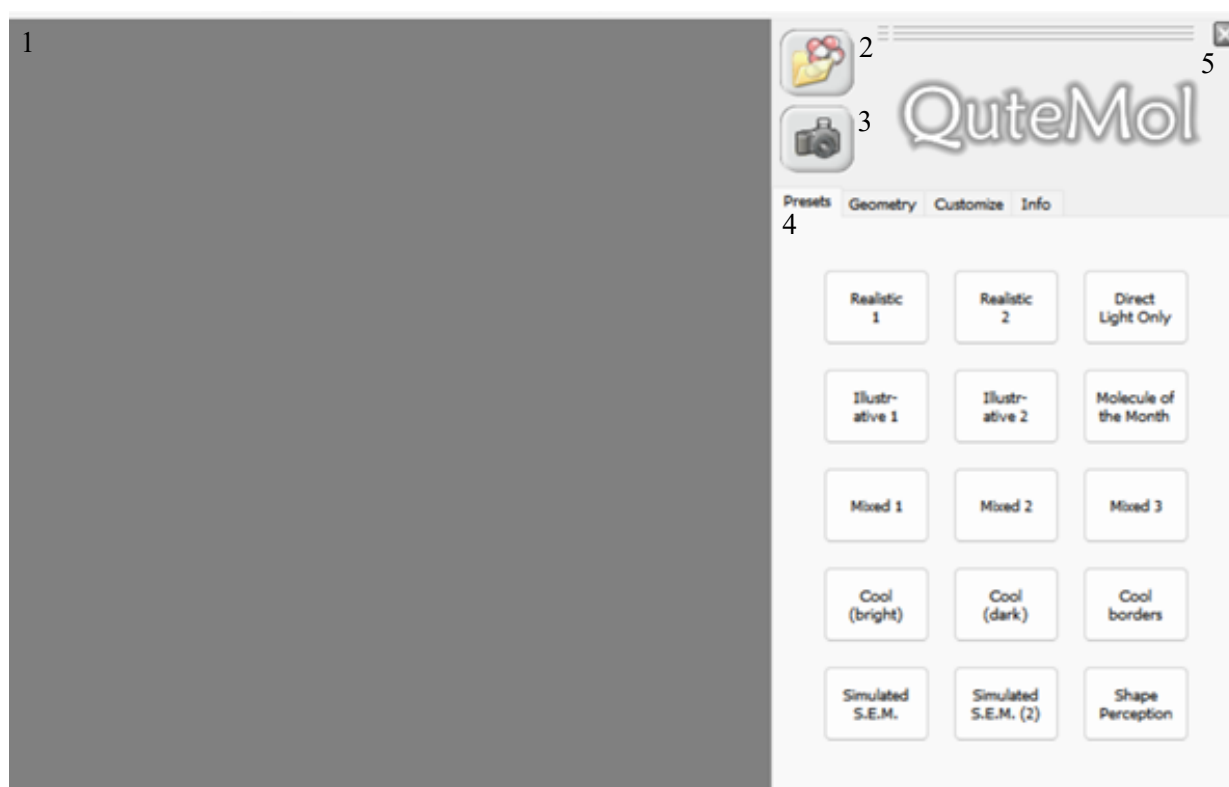 1
2
5
QuteMol
3
Presets Geometry Customize Info
4
Realistic
1
Realistic
2
Direct
Light Only
Illustr-
ative 1
Illustr-
ative 2
Molecule of
the Month
Mixed 1
Mixed 2
Mixed 3
Cool
(bright)
Cool
(dark)
Cool
borders
Simulated
S.E.M.
Simulated
S.E.M. (2)
Shape
Perception